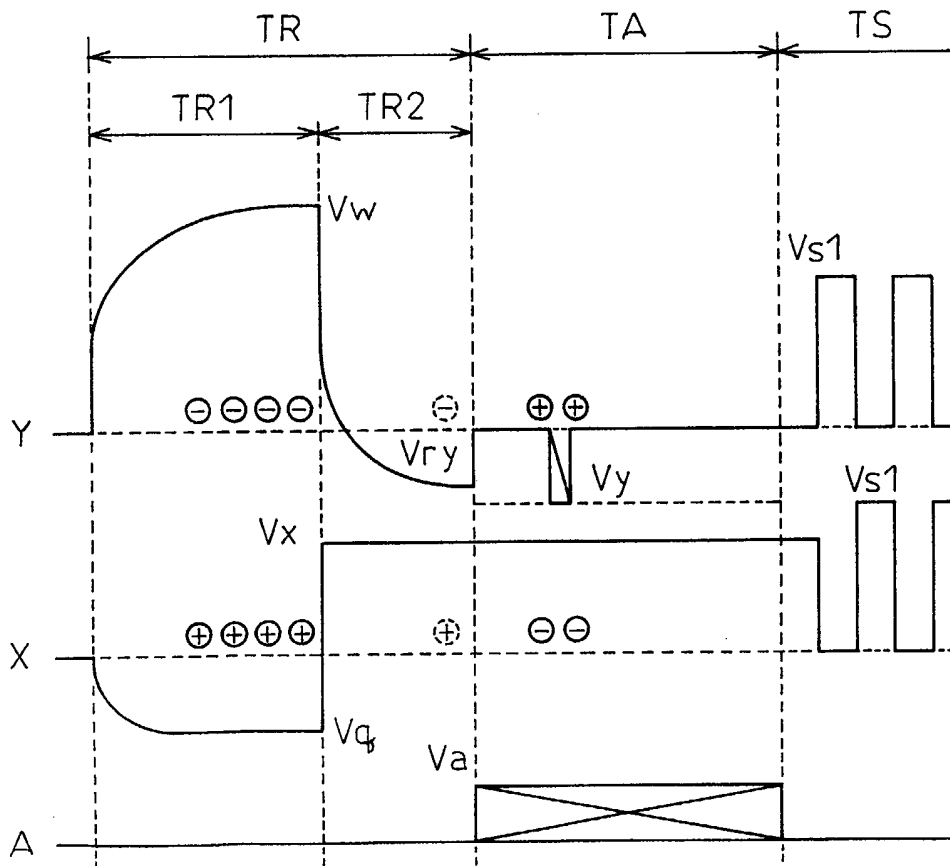 TR TA TS
TR1 TR2
Vw
Vs1
⊖ ⊖ ⊖ ⊖ ⊖ ⊕ ⊕
Y
Vry Vy Vs1
Vx
⊕ ⊕ ⊕ ⊕ ⊕ ⊖ ⊖
X
Vq
Va
A